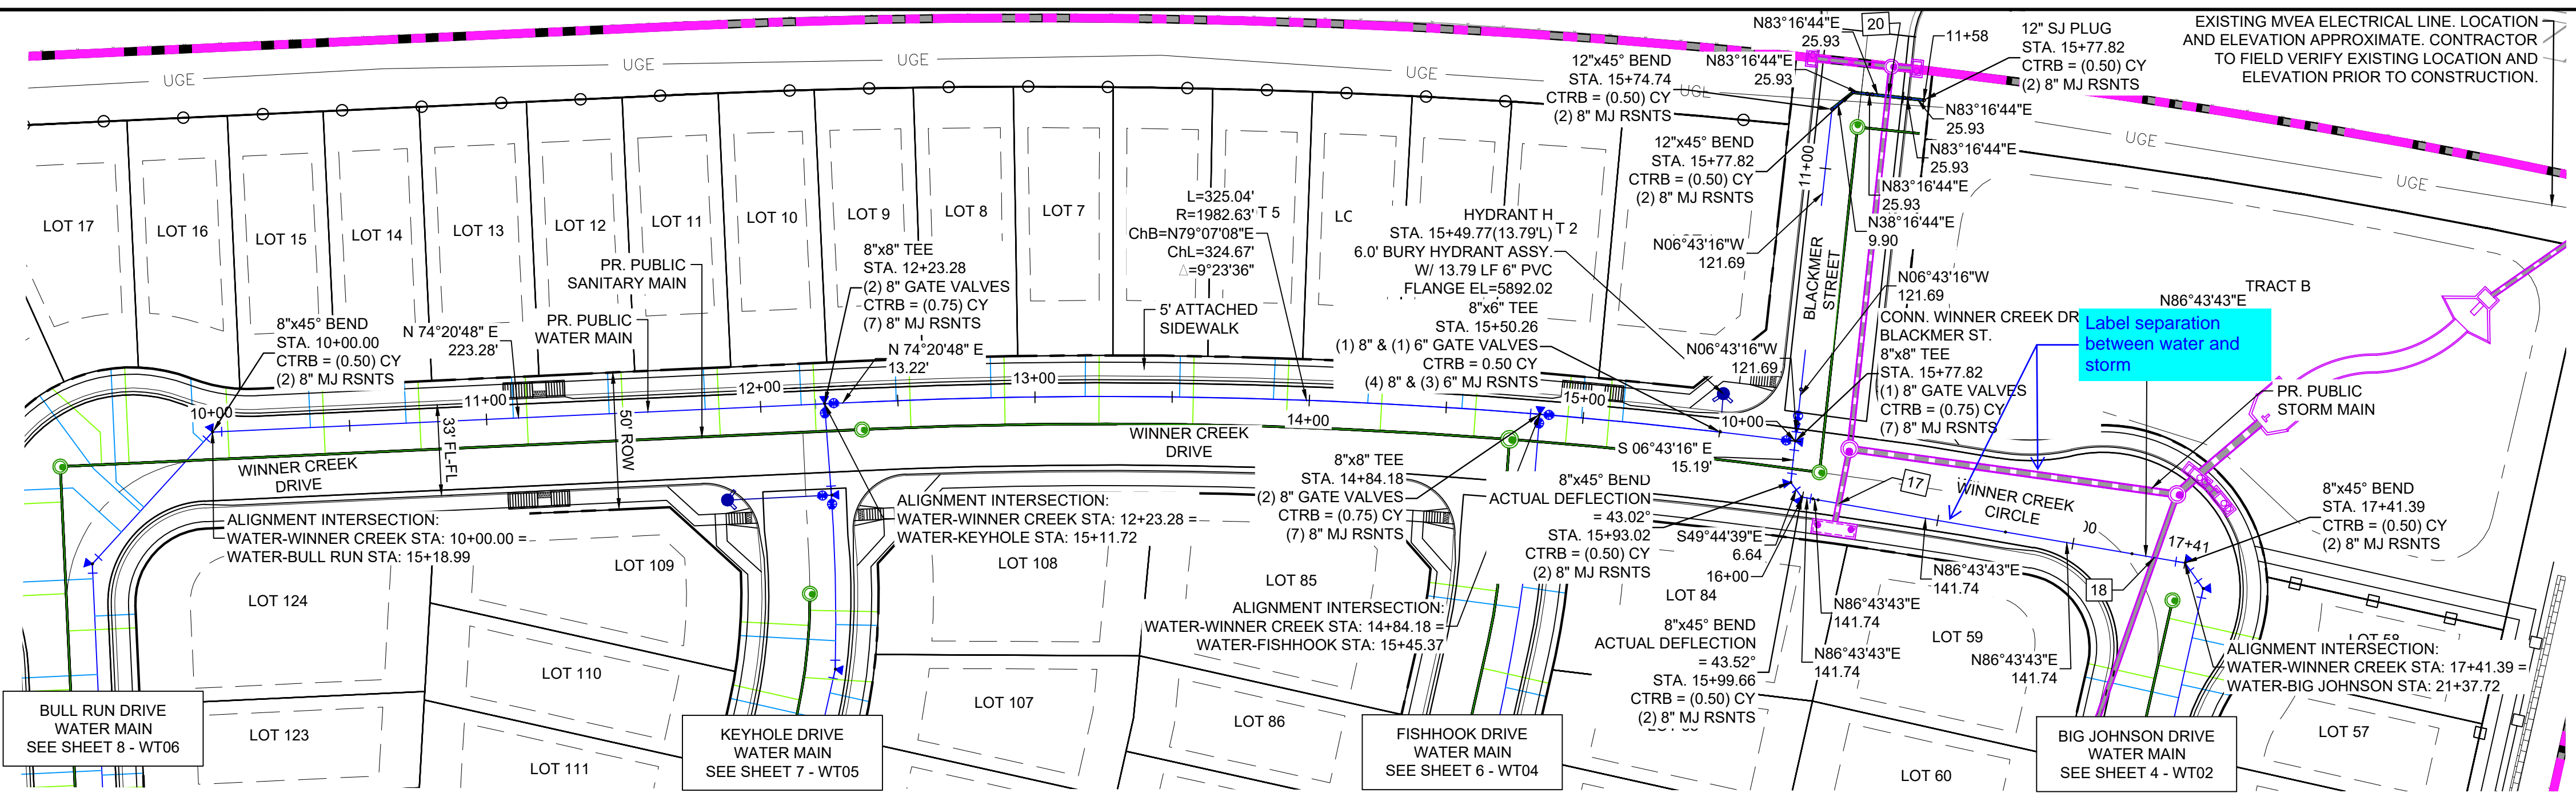 EXISTING MVEA ELECTRICAL LINE. LOCATION
AND ELEVATION APPROXIMATE. CONTRACTOR
TO FIELD VERIFY EXISTING LOCATION AND
ELEVATION PRIOR TO CONSTRUCTION.
N83°16'44"E
25.93
20
11+58
12" SJ PLUG
STA. 15+77.82
CTRB = (0.50) CY
(2) 8" MJ RSNTS
12"x45° BEND
STA. 15+74.74
CTRB = (0.50) CY
(2) 8" MJ RSNTS
N83°16'44"E
25.93
UGE
UGE
UGE
UGE
UGE
UGE
N83°16'44"E
25.93
N83°16'44"E
25.93
12"x45° BEND
STA. 15+77.82
CTRB = (0.50) CY
(2) 8" MJ RSNTS
11+00
N83°16'44"E
25.93
N38°16'44"E
9.90
N06°43'16"W
121.69
BLACKMER
STREET
N06°43'16"W
121.69
LOT 17
LOT 16
LOT 15
LOT 14
LOT 13
LOT 12
LOT 11
LOT 10
LOT 9
LOT 8
LOT 7
T 5
T 2
L=325.04'
R=1982.63'
ChB=N79°07'08"E
ChL=324.67'
△=9°23'36"
HYDRANT H
STA. 15+49.77(13.79'L)
6.0' BURY HYDRANT ASSY.
W/ 13.79 LF 6" PVC
FLANGE EL=5892.02
8"x6" TEE
STA. 15+50.26
(1) 8" & (1) 6" GATE VALVES
CTRB = 0.50 CY
(4) 8" & (3) 6" MJ RSNTS
8"x8" TEE
STA. 12+23.28
(2) 8" GATE VALVES
CTRB = (0.75) CY
(7) 8" MJ RSNTS
PR. PUBLIC
SANITARY MAIN
PR. PUBLIC
WATER MAIN
N 74°20'48" E
223.28'
8"x45° BEND
STA. 10+00.00
CTRB = (0.50) CY
(2) 8" MJ RSNTS
5' ATTACHED
SIDEWALK
N 74°20'48" E
13.22'
N06°43'16"W
121.69
CONN. WINNER CREEK DR
BLACKMER ST.
8"x8" TEE
STA. 15+77.82
(1) 8" GATE VALVES
CTRB = (0.75) CY
(7) 8" MJ RSNTS
TRACT B
N86°43'43"E
Label separation
between water and
storm
PR. PUBLIC
STORM MAIN
10+00
11+00
12+00
13+00
14+00
15+00
10+00
33' FL-FL
50' ROW
WINNER CREEK
DRIVE
WINNER CREEK
DRIVE
S 06°43'16" E
15.19'
17
WINNER CREEK
CIRCLE
17+41
8"x45° BEND
STA. 17+41.39
CTRB = (0.50) CY
(2) 8" MJ RSNTS
8"x8" TEE
STA. 14+84.18
(2) 8" GATE VALVES
CTRB = (0.75) CY
(7) 8" MJ RSNTS
8"x45° BEND
ACTUAL DEFLECTION
= 43.02°
STA. 15+93.02
CTRB = (0.50) CY
(2) 8" MJ RSNTS
S49°44'39"E
6.64
16+00
ALIGNMENT INTERSECTION:
WATER-WINNER CREEK STA: 10+00.00 =
WATER-BULL RUN STA: 15+18.99
ALIGNMENT INTERSECTION:
WATER-WINNER CREEK STA: 12+23.28 =
WATER-KEYHOLE STA: 15+11.72
ALIGNMENT INTERSECTION:
WATER-WINNER CREEK STA: 14+84.18 =
WATER-FISHHOOK STA: 15+45.37
LOT 124
LOT 109
LOT 108
LOT 85
LOT 84
N86°43'43"E
141.74
18
N86°43'43"E
141.74
N86°43'43"E
141.74
LOT 59
N86°43'43"E
141.74
8"x45° BEND
ACTUAL DEFLECTION
= 43.52°
STA. 15+99.66
CTRB = (0.50) CY
(2) 8" MJ RSNTS
LOT 58
ALIGNMENT INTERSECTION:
WATER-WINNER CREEK STA: 17+41.39 =
WATER-BIG JOHNSON STA: 21+37.72
LOT 110
LOT 107
LOT 86
LOT 123
LOT 111
LOT 60
LOT 57
BULL RUN DRIVE
WATER MAIN
SEE SHEET 8 - WT06
KEYHOLE DRIVE
WATER MAIN
SEE SHEET 7 - WT05
FISHHOOK DRIVE
WATER MAIN
SEE SHEET 6 - WT04
BIG JOHNSON DRIVE
WATER MAIN
SEE SHEET 4 - WT02